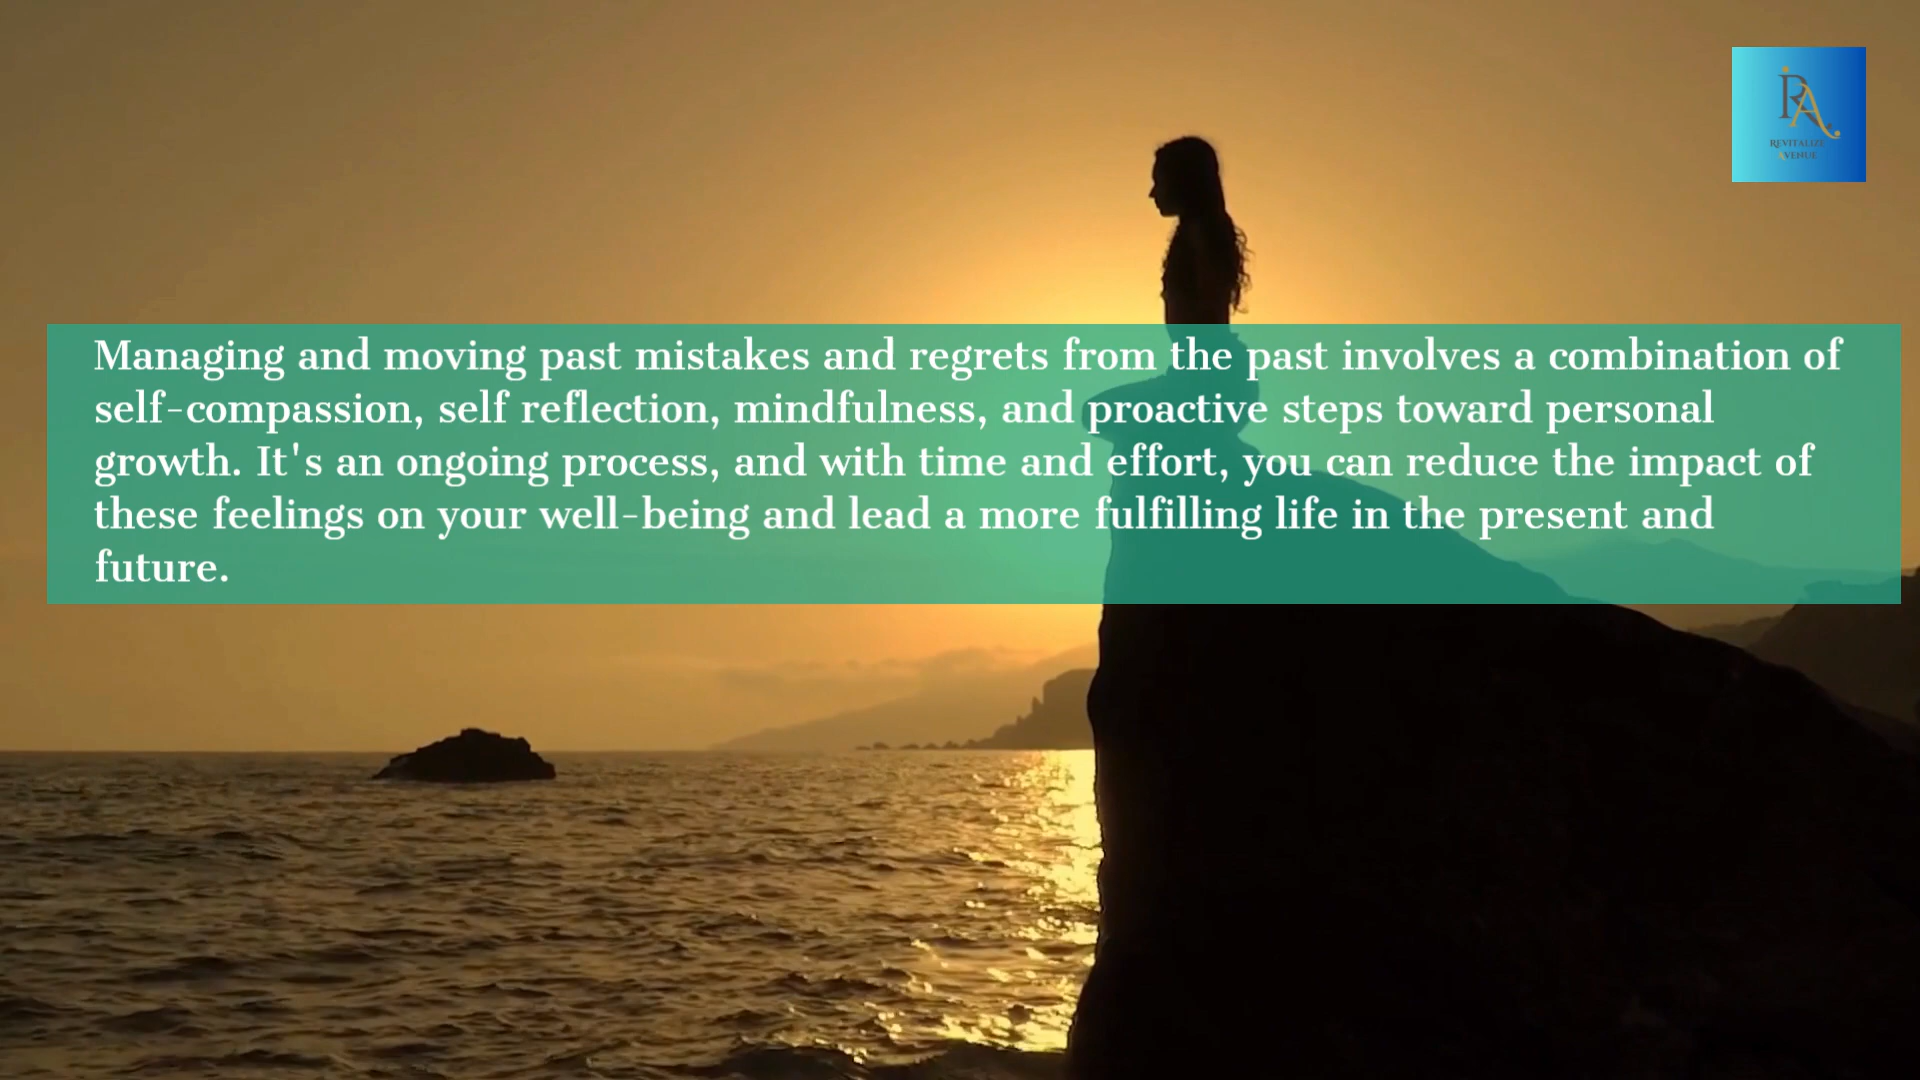 RA
REVITALIZE
AVENUE
Managing and moving past mistakes and regrets from the past involves a combination of
self-compassion, self reflection, mindfulness, and proactive steps toward personal
growth. It's an ongoing process, and with time and effort, you can reduce the impact of
these feelings on your well-being and lead a more fulfilling life in the present and
future.